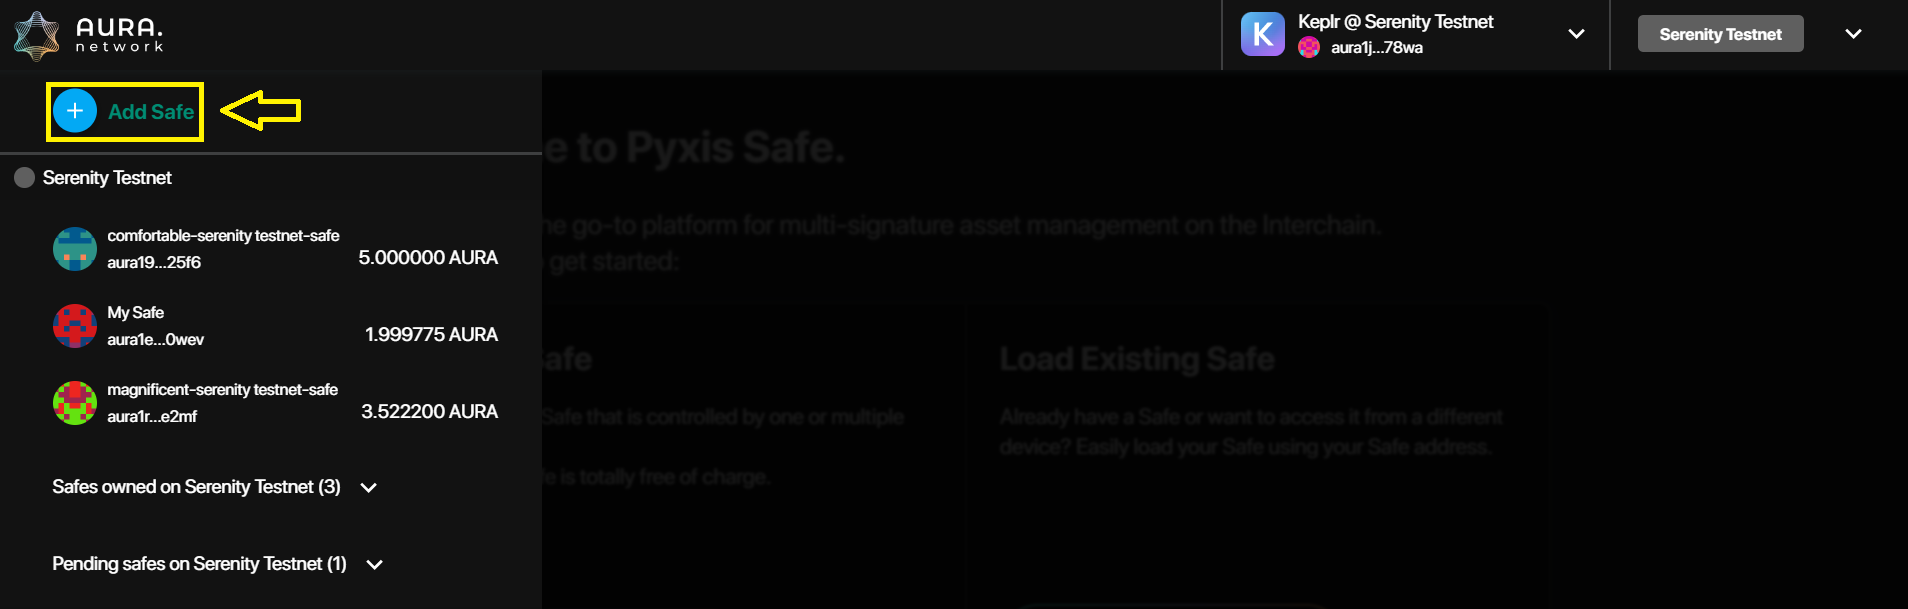 AURA.
network
K
Keplr @ Serenity Testnet
aura1j...78wa
Serenity Testnet
+ Add Safe
Serenity Testnet
comfortable-serenity testnet-safe
aura19...25f6
5.000000 AURA
My Safe
aura1e...0wev
1.999775 AURA
magnificent-serenity testnet-safe
aura1r...e2mf
3.522200 AURA
Safes owned on Serenity Testnet (3)
Pending safes on Serenity Testnet (1)
e to Pyxis Safe.
he go-to platform for multi-signature asset management on the Interchain.
get started:
Safe
Safe that is controlled by one or multiple
e is totally free of charge.
Load Existing Safe
Already have a Safe or want to access it from a different
device? Easily load your Safe using your Safe address.